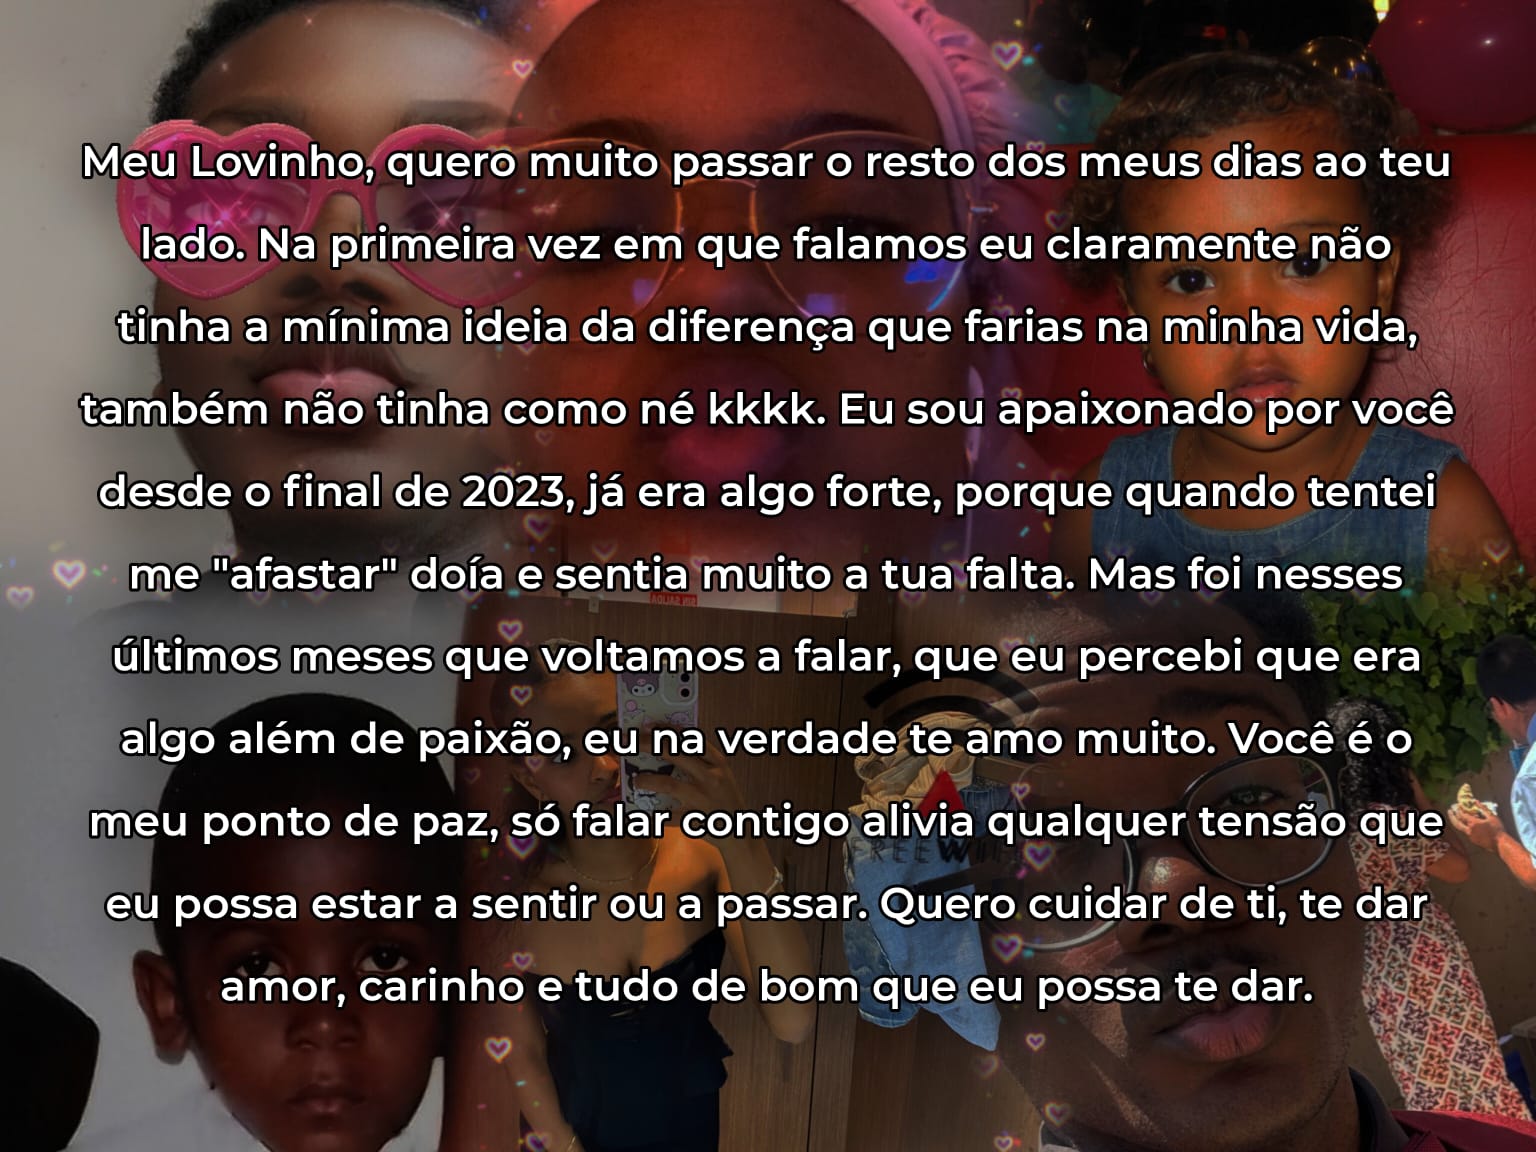 Meu Lovinho, quero muito passar o resto dos meus dias ao teu
lado. Na primeira vez em que falamos eu claramente não
tinha a mínima ideia da diferença que farias na minha vida,
também não tinha como né kkkk. Eu sou apaixonado por você
desde o final de 2023, já era algo forte, porque quando tentei
me "afastar" doía e sentia muito a tua falta. Mas foi nesses
últimos meses que voltamos a falar, que eu percebi que era
algo além de paixão, eu na verdade te amo muito. Você é o
meu ponto de paz, só falar contigo alivia qualquer tensão que
eu possa estar a sentir ou a passar. Quero cuidar de ti, te dar
amor, carinho e tudo de bom que eu possa te dar.
SIN SALIDA